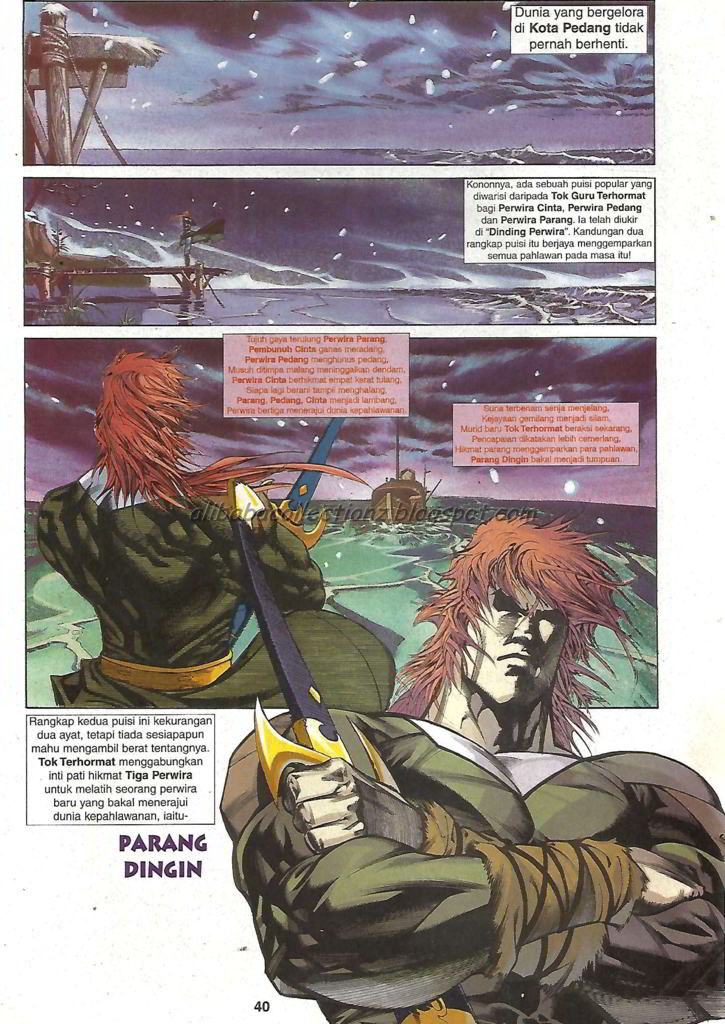 Dunia yang bergelora
di Kota Pedang tidak
pernah berhenti.
Kononnya, ada sebuah puisi popular yang
diwarisi daripada Tok Guru Terhormat
bagi Perwira Cinta, Perwira Pedang
dan Perwira Parang. Ia telah diukir
di "Dinding Perwira". Kandungan dua
rangkap puisi itu berjaya menggemparkan
semua pahlawan pada masa itu!
Tujuh gaya terulung Perwira Parang,
Pembunuh Cinta ganas meradang,
Perwira Pedang menghunus pedang,
Musuh ditimpa malang meninggalkan dendam,
Perwira Cinta berhikmat empat kerat tulang,
Siapa lagi berani tampil menghalang,
Parang, Pedang, Cinta menjadi lambang,
Perwira bertiga menerajui dunia kepahlawanan.
Suria terbenam senja menjelang,
Kejayaan gemilang menjadi silam,
Murid baru Tok Terhormat beraksi sekarang,
Pencapaian dikatakan lebih cemerlang,
Hikmat parang menggemparkan para pahlawan,
Parang Dingin bakal menjadi tumpuan.
alibabacollectionz.blogspot.com
Rangkap kedua puisi ini kekurangan
dua ayat, tetapi tiada sesiapapun
mahu mengambil berat tentangnya.
Tok Terhormat menggabungkan
inti pati hikmat Tiga Perwira
untuk melatih seorang perwira
baru yang bakal menerajui
dunia kepahlawanan, iaitu-
PARANG
DINGIN
40